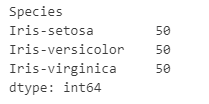 Species
Iris-setosa        50
Iris-versicolor    50
Iris-virginica     50
dtype: int64